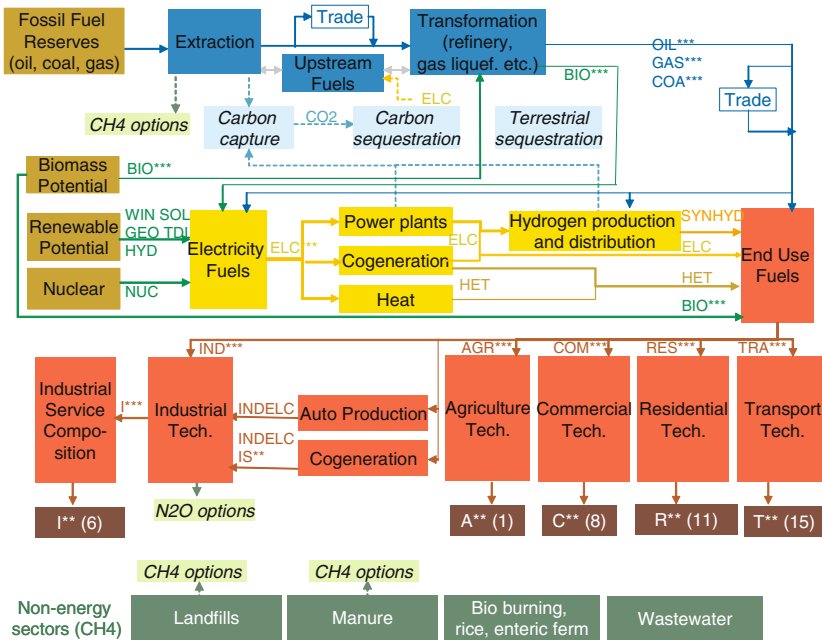 Fossil Fuel
Reserves
(oil, coal, gas)
Extraction
Trade
Upstream
Fuels
Transformation
(refinery,
gas liquef. etc.)
OIL***
GAS***
COA***
BIO***
Trade
ELC
CH4 options
Carbon
capture
CO2
Carbon
sequestration
Terrestrial
sequestration
Biomass
Potential
BIO***
Renewable
Potential
WIN SOL
GEO TDL
HYD
Nuclear
NUC
Electricity
Fuels
ELC***
Power plants
Cogeneration
Heat
ELC
HET
Hydrogen production
and distribution
SYNHYD
ELC
HET
BIO***
End Use
Fuels
IND***
AGR***
COM***
RES***
TRA***
Industrial
Service
Compo-
sition
I***
Industrial
Tech.
INDELC
INDELC
IS**
Auto Production
Cogeneration
Agriculture
Tech.
Commercial
Tech.
Residential
Tech.
Transport
Tech.
I** (6)
N2O options
A** (1)
C** (8)
R** (11)
T** (15)
CH4 options
CH4 options
Non-energy
sectors (CH4)
Landfills
Manure
Bio burning,
rice, enteric ferm
Wastewater